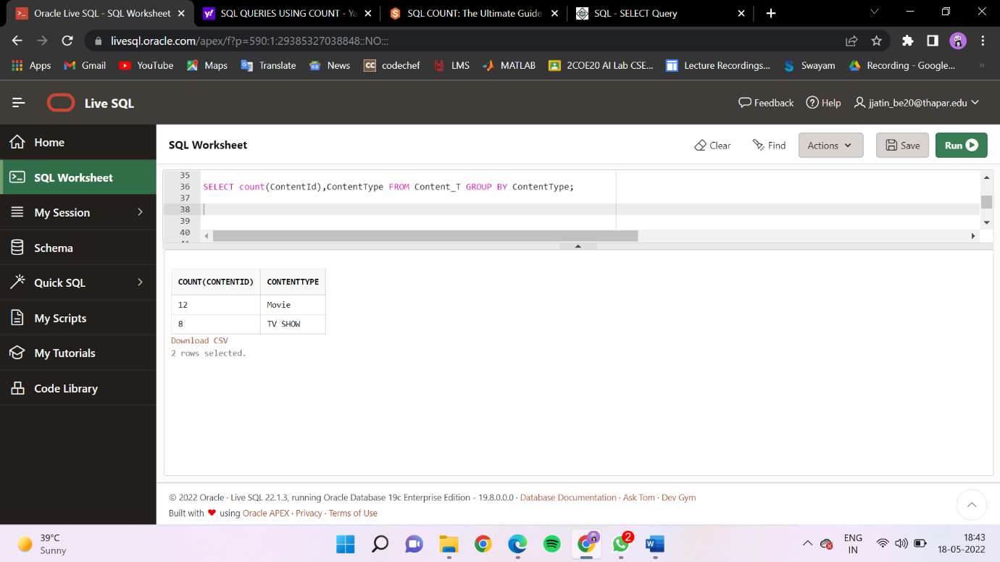 Oracle Live SQL - SQL Worksheet
SQL QUERIES USING COUNT - Ya
SQL COUNT: The Ultimate Guide
SQL - SELECT Query
livesql.oracle.com/apex/f?p=590:1:29385327038848::NO:::
Apps Gmail YouTube Maps Translate News CC codechef LMS MATLAB 2COE20 AI Lab CSE... Lecture Recordings... Swayam Recording - Google... »
Live SQL
Feedback Help jjatin_be20@thapar.edu
Home
SQL Worksheet
My Session
Schema
Quick SQL
My Scripts
My Tutorials
Code Library
SQL Worksheet
Clear Find Actions Save Run
35
36 SELECT count(ContentId),ContentType FROM Content_T GROUP BY ContentType;
37
38
39
40
COUNT(CONTENTID) CONTENTTYPE
12 Movie
8 TV SHOW
Download CSV
2 rows selected.
© 2022 Oracle · Live SQL 22.1.3, running Oracle Database 19c Enterprise Edition - 19.8.0.0.0 · Database Documentation · Ask Tom · Dev Gym
Built with ♥ using Oracle APEX · Privacy · Terms of Use
39°C
Sunny
2
ENG
IN
18:43
18-05-2022